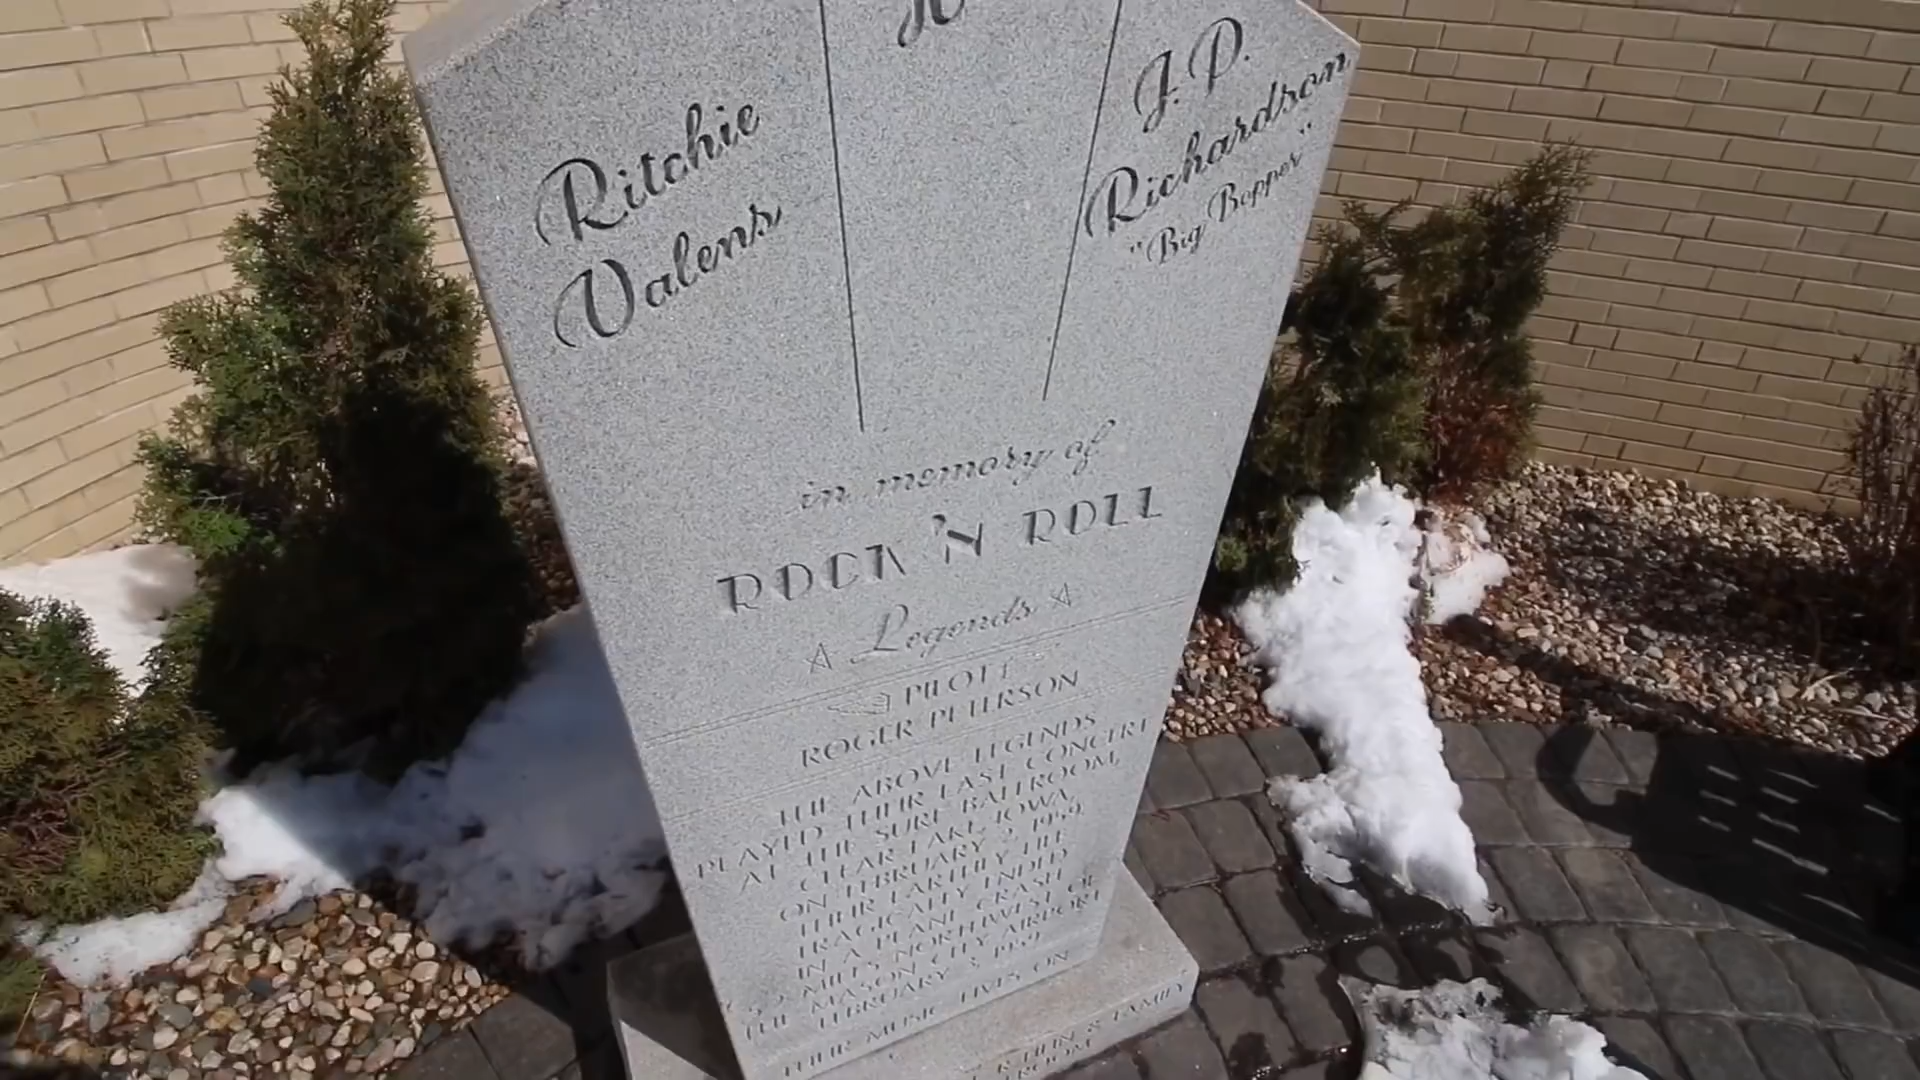 Ritchie
Valens
J.P.
Richardson
"Big Bopper"
in memory of
ROCK 'N ROLL
Legends
PILOT
ROGER PETERSON
THE ABOVE LEGENDS
PLAYED THEIR LAST CONCERT
AT THE SURF BALLROOM,
CLEAR LAKE, IOWA
ON FEBRUARY 2, 1959.
THEIR EARTHLY LIFE
TRAGICALLY ENDED
IN A PLANE CRASH
MILES NORTHWEST OF
THE MASON CITY AIRPORT
FEBRUARY 3, 1959.
THEIR MUSIC LIVES ON
& FAMILY